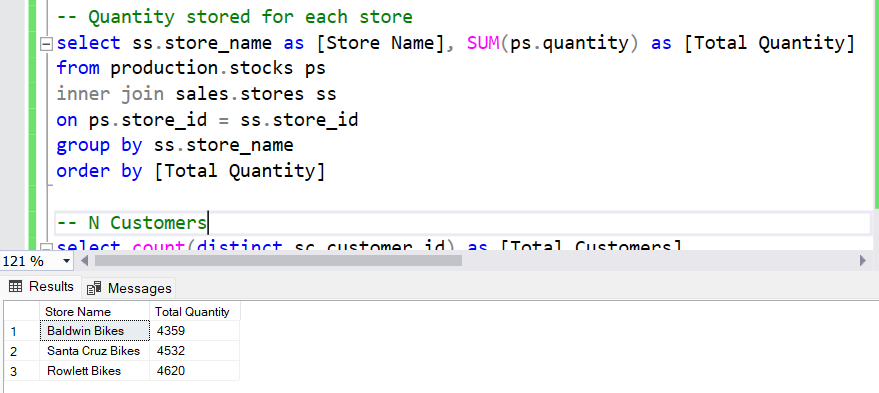 -- Quantity stored for each store
select ss.store_name as [Store Name], SUM(ps.quantity) as [Total Quantity]
from production.stocks ps
inner join sales.stores ss
on ps.store_id = ss.store_id
group by ss.store_name
order by [Total Quantity]
-- N Customers
select count(distinct sc.customer_id) as [Total Customers]
121 %
Results Messages
Store Name Total Quantity
1 Baldwin Bikes 4359
2 Santa Cruz Bikes 4532
3 Rowlett Bikes 4620